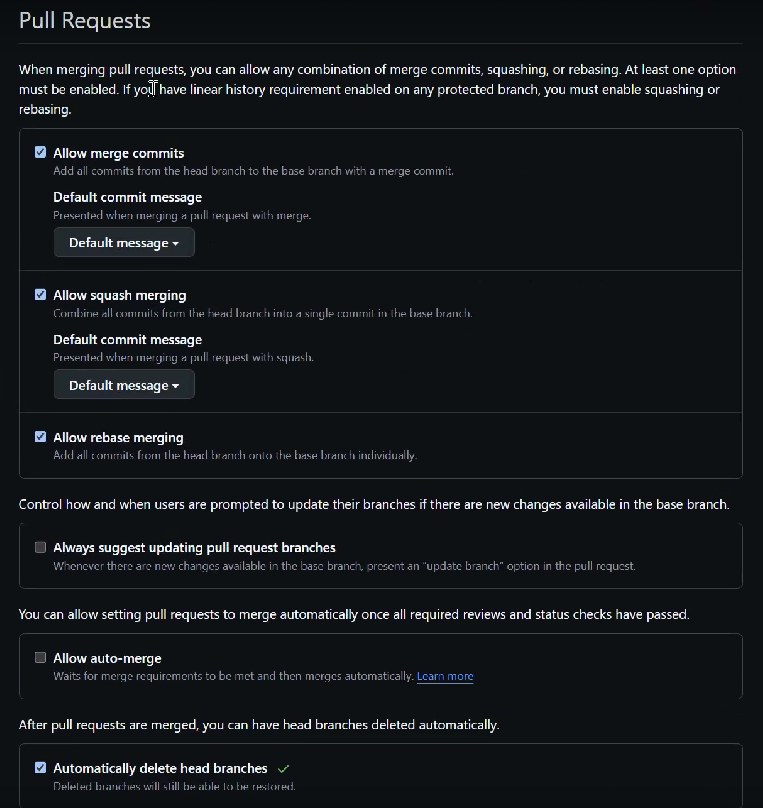 Pull Requests
When merging pull requests, you can allow any combination of merge commits, squashing, or rebasing. At least one option
must be enabled. If you have linear history requirement enabled on any protected branch, you must enable squashing or
rebasing.
Allow merge commits
Add all commits from the head branch to the base branch with a merge commit.
Default commit message
Presented when merging a pull request with merge.
Default message
Allow squash merging
Combine all commits from the head branch into a single commit in the base branch.
Default commit message
Presented when merging a pull request with squash.
Default message
Allow rebase merging
Add all commits from the head branch onto the base branch individually.
Control how and when users are prompted to update their branches if there are new changes available in the base branch.
Always suggest updating pull request branches
Whenever there are new changes available in the base branch, present an "update branch" option in the pull request.
You can allow setting pull requests to merge automatically once all required reviews and status checks have passed.
Allow auto-merge
Waits for merge requirements to be met and then merges automatically. Learn more
After pull requests are merged, you can have head branches deleted automatically.
Automatically delete head branches
Deleted branches will still be able to be restored.